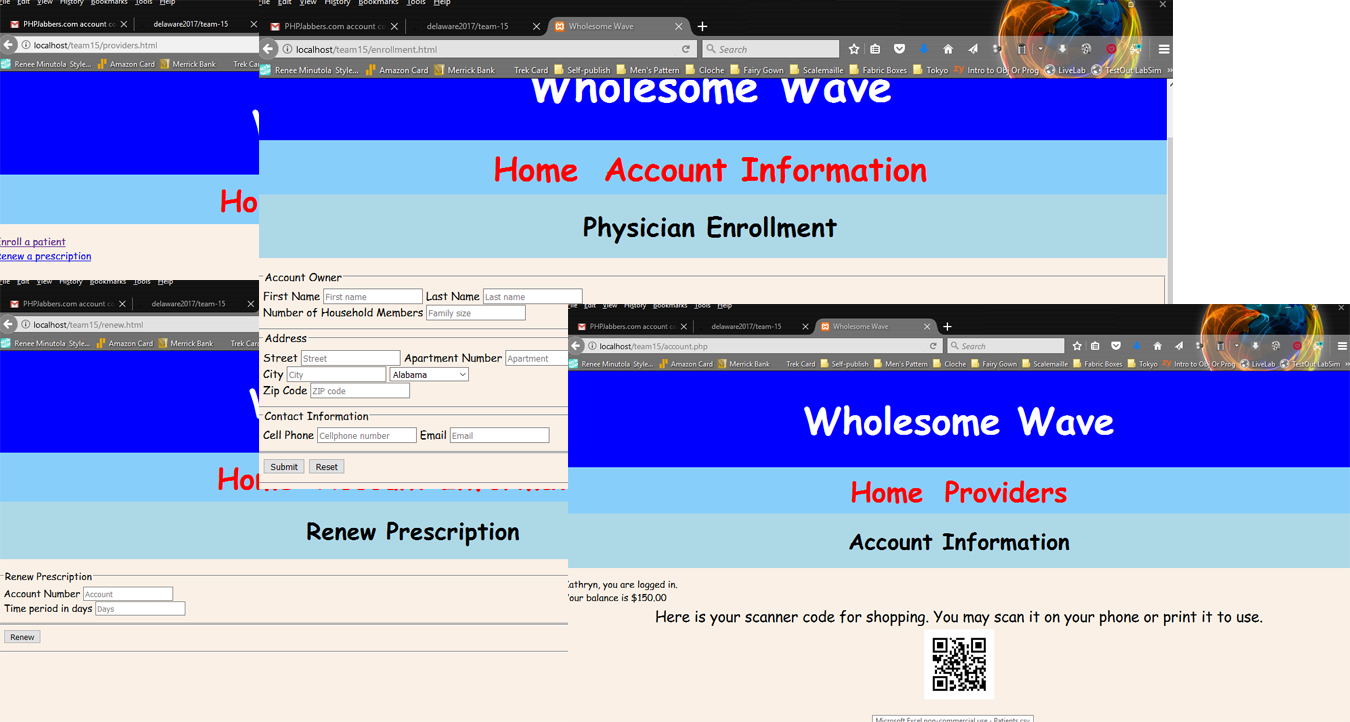 File Edit View History Bookmarks Tools Help
PHPJabbers.com account c
delaware2017/team-15
localhost/team15/providers.html
Renee Minutola Style...
Amazon Card
Merrick Bank
Trek Ca
Ho
Enroll a patient
Renew a prescription
File Edit View History Bookmarks Tools Help
PHPJabbers.com account co
delaware2017/team-15
Wholesome Wave
localhost/team15/enrollment.html
Search
Renee Minutola Style... Amazon Card Merrick Bank Trek Card Self-publish Men's Pattern Cloche Fairy Gown Scalemaille Fabric Boxes Tokyo Intro to Obj Or Prog LiveLab TestOut LabSim
Wholesome Wave
Home Account Information
Physician Enrollment
Account Owner
First Name First name Last Name Last name
Number of Household Members Family size
Address
Street Street Apartment Number Apartment
City City Alabama
Zip Code ZIP code
Contact Information
Cell Phone Cellphone number Email Email
Submit Reset
File Edit View History Bookmarks Tools Help
PHPJabbers.com account c
delaware2017/team-15
localhost/team15/renew.html
Renee Minutola Style...
Amazon Card
Merrick Bank
Trek Ca
Home Account Information
Renew Prescription
Renew Prescription
Account Number Account
Time period in days Days
Renew
File Edit View History Bookmarks Tools Help
PHPJabbers.com account c
delaware2017/team-15
Wholesome Wave
localhost/team15/account.php
Search
Renee Minutola Style... Amazon Card Merrick Bank Trek Card Self-publish Men's Pattern Cloche Fairy Gown Scalemaille Fabric Boxes Tokyo Intro to Obj Or Prog LiveLab TestOut LabSim
Wholesome Wave
Home Providers
Account Information
Kathryn, you are logged in.
Your balance is $150.00
Here is your scanner code for shopping. You may scan it on your phone or print it to use.
Microsoft Excel non-commercial use - Patients.csv